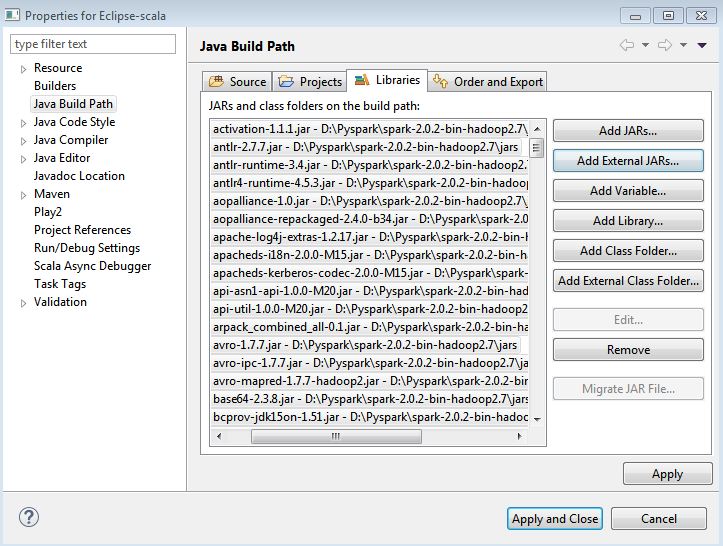 Properties for Eclipse-scala
type filter text
Resource
Builders
Java Build Path
Java Code Style
Java Compiler
Java Editor
Javadoc Location
Maven
Play2
Project References
Run/Debug Settings
Scala Async Debugger
Task Tags
Validation
Java Build Path
Source Projects Libraries Order and Export
JARs and class folders on the build path:
activation-1.1.1.jar - D:\Pyspark\spark-2.0.2-bin-hadoop2.7\
antlr-2.7.7.jar - D:\Pyspark\spark-2.0.2-bin-hadoop2.7\jars
antlr-runtime-3.4.jar - D:\Pyspark\spark-2.0.2-bin-hadoop2.7
antlr4-runtime-4.5.3.jar - D:\Pyspark\spark-2.0.2-bin-hadoo
aopalliance-1.0.jar - D:\Pyspark\spark-2.0.2-bin-hadoop2.7\
aopalliance-repackaged-2.4.0-b34.jar - D:\Pyspark\spark-2.0
apache-log4j-extras-1.2.17.jar - D:\Pyspark\spark-2.0.2-bin-h
apacheds-i18n-2.0.0-M15.jar - D:\Pyspark\spark-2.0.2-bin-h
apacheds-kerberos-codec-2.0.0-M15.jar - D:\Pyspark\spark-
api-asn1-api-1.0.0-M20.jar - D:\Pyspark\spark-2.0.2-bin-had
api-util-1.0.0-M20.jar - D:\Pyspark\spark-2.0.2-bin-hadoop2
arpack_combined_all-0.1.jar - D:\Pyspark\spark-2.0.2-bin-ha
avro-1.7.7.jar - D:\Pyspark\spark-2.0.2-bin-hadoop2.7\jars
avro-ipc-1.7.7.jar - D:\Pyspark\spark-2.0.2-bin-hadoop2.7\ja
avro-mapred-1.7.7-hadoop2.jar - D:\Pyspark\spark-2.0.2-bin
base64-2.3.8.jar - D:\Pyspark\spark-2.0.2-bin-hadoop2.7\jars
bcprov-jdk15on-1.51.jar - D:\Pyspark\spark-2.0.2-bin-hadoc
Add JARs...
Add External JARs...
Add Variable...
Add Library...
Add Class Folder...
Add External Class Folder...
Edit...
Remove
Migrate JAR File...
Apply
Apply and Close
Cancel